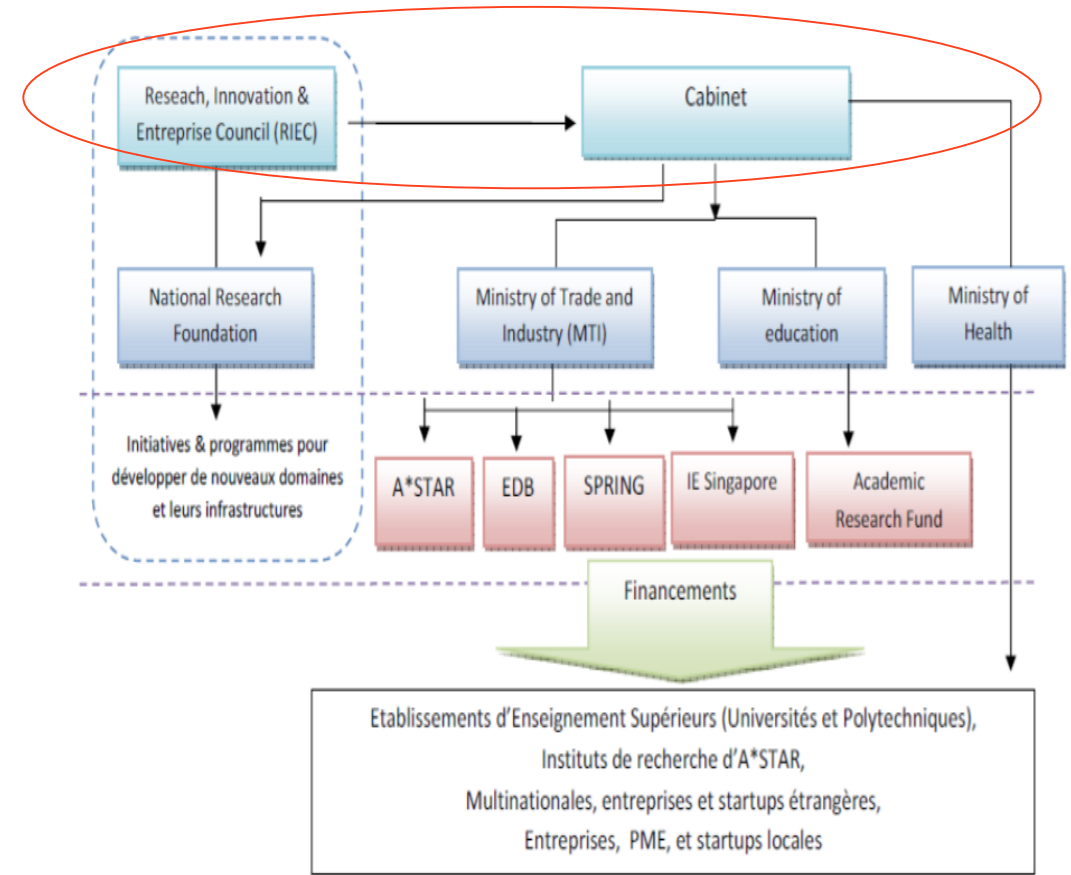 Reseach, Innovation &
Entreprise Council (RIEC)
Cabinet
National Research
Foundation
Ministry of Trade and
Industry (MTI)
Ministry of
education
Ministry of
Health
Initiatives & programmes pour
développer de nouveaux domaines
et leurs infrastructures
A*STAR
EDB
SPRING
IE Singapore
Academic
Research Fund
Financements
Etablissements d'Enseignement Supérieurs (Universités et Polytechniques),
Instituts de recherche d'A*STAR,
Multinationales, entreprises et startups étrangères,
Entreprises, PME, et startups locales